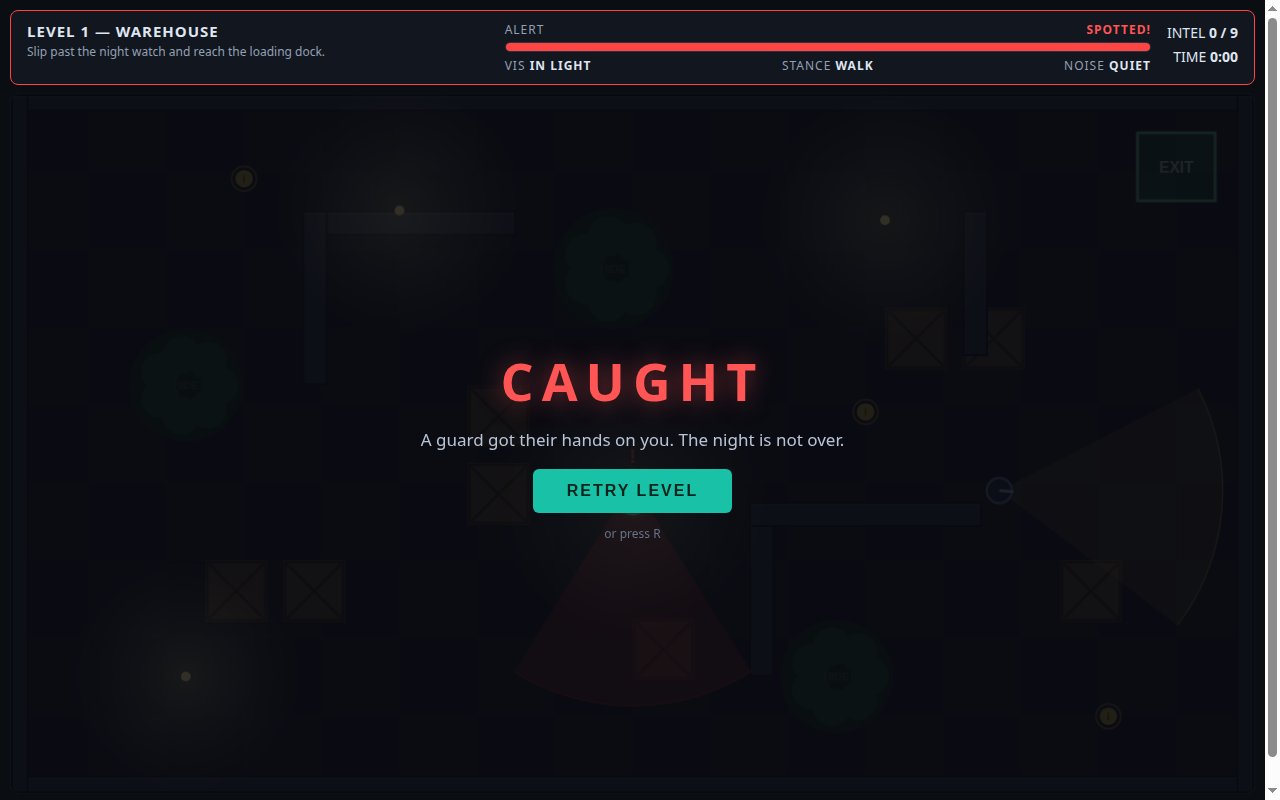 LEVEL 1 — WAREHOUSE
Slip past the night watch and reach the loading dock.
ALERT SPOTTED!
VIS IN LIGHT STANCE WALK NOISE QUIET
INTEL 0 / 9
TIME 0:00
EXIT
CAUGHT
A guard got their hands on you. The night is not over.
!
RETRY LEVEL
or press R